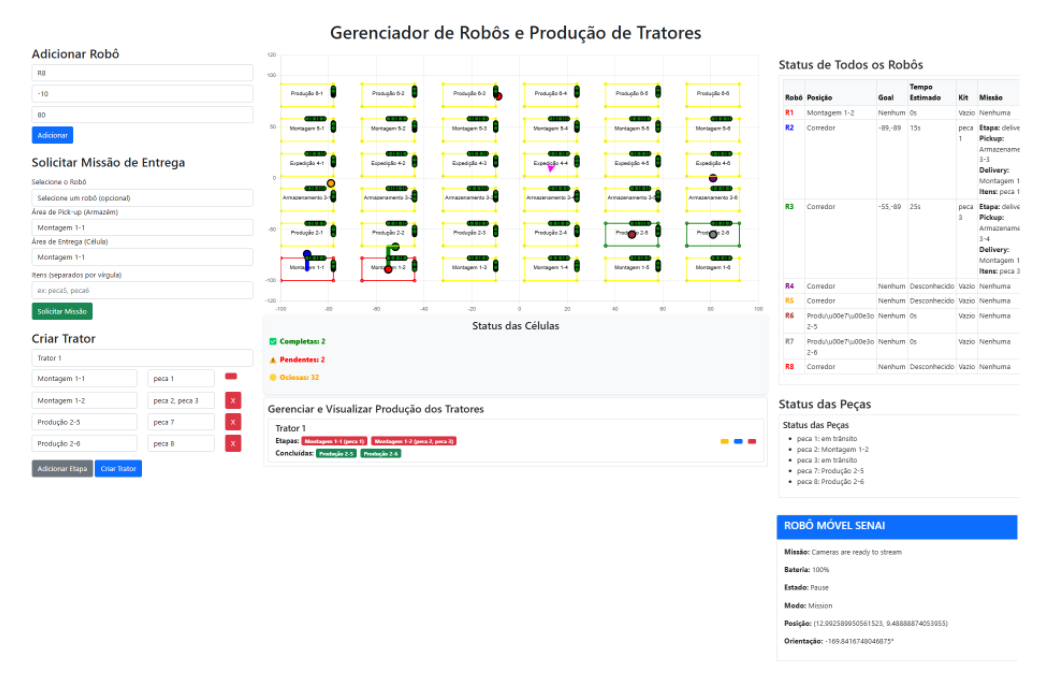 Gerenciador de Robôs e Produção de Tratores
Adicionar Robô
R8
-10
80
Adicionar
Solicitar Missão de Entrega
Selecione o Robô
Selecione um robô (opcional)
Área de Pick-up (Armazém)
Montagem 1-1
Área de Entrega (Célula)
Montagem 1-1
Itens (separados por vírgula)
ex: peca5, peca6
Solicitar Missão
Criar Trator
Trator 1
Montagem 1-1 peca 1
Montagem 1-2 peca 2, peca 3 X
Produção 2-5 peca 7 X
Produção 2-6 peca 8 X
Adicionar Etapa Criar Trator
120
100
Produção 6-1 Produção 6-2 Produção 6-3 Produção 6-4 Produção 6-5 Produção 6-6
50
Montagem 5-1 Montagem 5-2 Montagem 5-3 Montagem 5-4 Montagem 5-5 Montagem 5-6
Expedição 4-1 Expedição 4-2 Expedição 4-3 Expedição 4-4 Expedição 4-5 Expedição 4-6
0
Armazenamento 3- Armazenamento 3-2 Armazenamento 3-3 Armazenamento 3-4 Armazenamento 3-5 Armazenamento 3-6
-50
Produção 2-1 Produção 2-2 Produção 2-3 Produção 2-4
Montagem 1-1 Montagem 1-2 Montagem 1-3 Montagem 1-4 Montagem 1-5 Montagem 1-6
-100
-120
-100 -80 -60 -40 -20 0 20 40 60 80 100
Status das Células
Completas: 2
Pendentes: 2
Ociosas: 32
Gerenciar e Visualizar Produção dos Tratores
Trator 1
Etapas: Montagem 1-1 (peca 1) Montagem 1-2 (peca 2, peca 3)
Concluídas: Produção 2-5 Produção 2-6
Status de Todos os Robôs
Tempo
Robô Posição Goal Estimado Kit Missão
R1 Montagem 1-2 Nenhum 0s Vazio Nenhuma
R2 Corredor -89,-89 15s peca Etapa: delive
1 Pickup:
Armazename
3-3
Delivery:
Montagem 1
Itens: peca 1
R3 Corredor -55,-89 25s peca Etapa: delive
3 Pickup:
Armazename
3-4
Delivery:
Montagem 1
Itens: peca 3
R4 Corredor Nenhum Desconhecido Vazio Nenhuma
R5 Corredor Nenhum Desconhecido Vazio Nenhuma
R6 Produ\u00e7\u00e3o Nenhum 0s Vazio Nenhuma
2-5
R7 Produ\u00e7\u00e3o Nenhum 0s Vazio Nenhuma
2-6
R8 Corredor Nenhum Desconhecido Vazio Nenhuma
Status das Peças
Status das Peças
peca 1: em trânsito
peca 2: Montagem 1-2
peca 3: em trânsito
peca 7: Produção 2-5
peca 8: Produção 2-6
ROBÔ MÓVEL SENAI
Missão: Cameras are ready to stream
Bateria: 100%
Estado: Pause
Modo: Mission
Posição: (12.992589950561523, 9.48888874053955)
Orientação: -169.8416748046875°